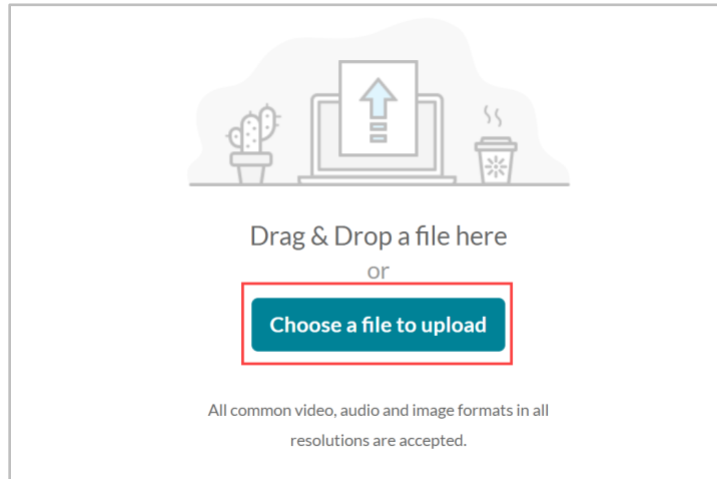 Drag & Drop a file here
or
Choose a file to upload
All common video, audio and image formats in all
resolutions are accepted.